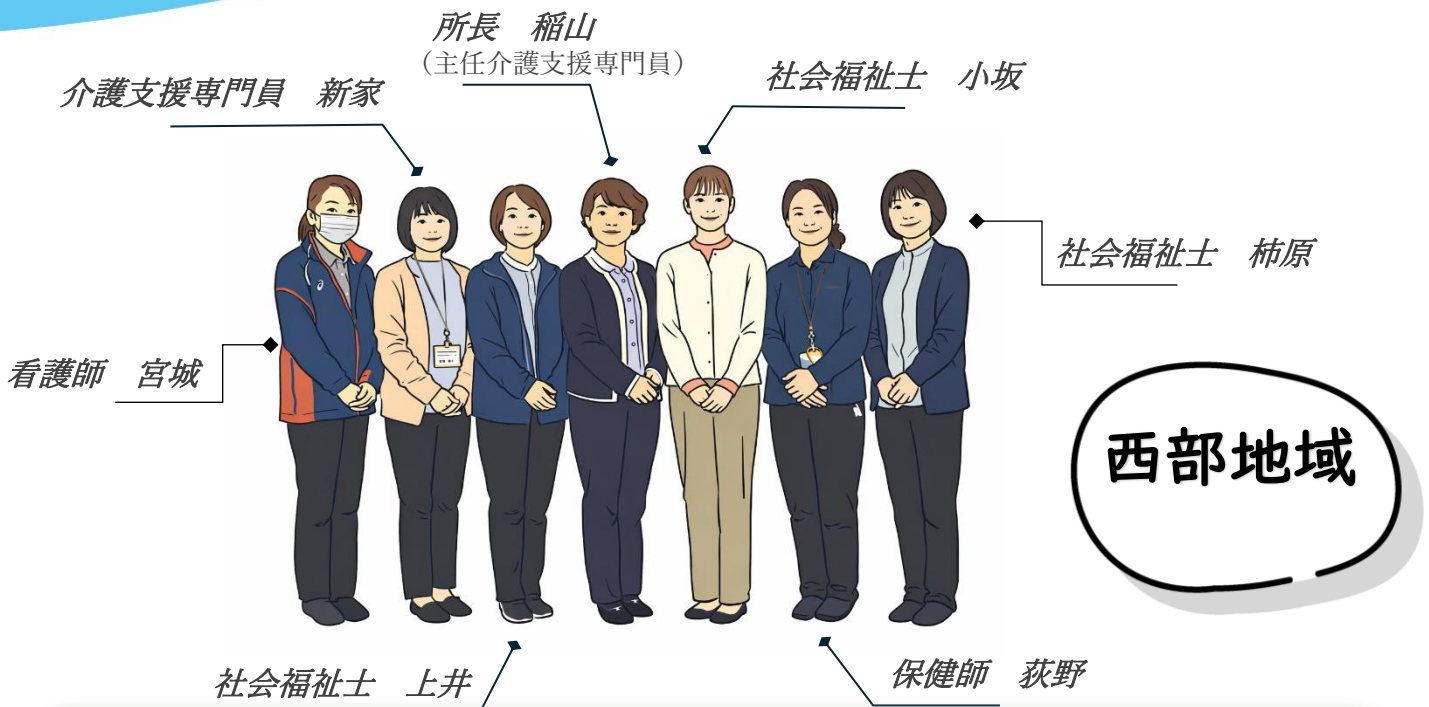 所長　稲山
（主任介護支援専門員）
介護支援専門員　新家
社会福祉士　小坂
社会福祉士　柿原
看護師　宮城
西部地域
社会福祉士　上井
保健師　荻野